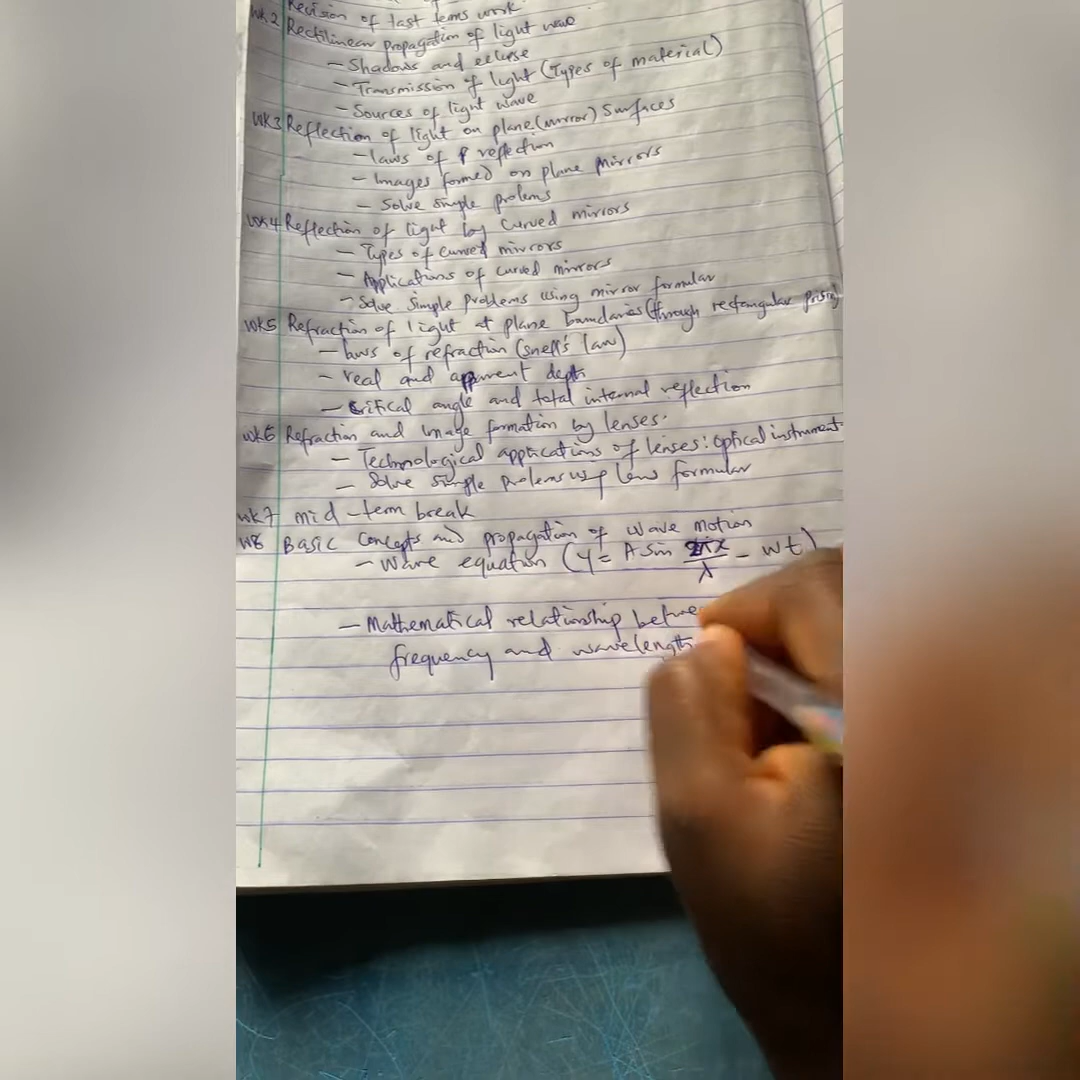 Revision of last terms work
Wk2 Rectilinear propagation of light wave
- Shadows and eclipse
- Transmission of light (Types of material)
- Sources of light wave
Wk3 Reflection of light on plane (mirror) Surfaces
- laws of reflection
- Images formed on plane mirrors
- Solve simple prolems
Wk4 Reflection of light by Curved mirrors
- Types of Curved mirrors
- Applications of curved mirrors
- Solve Simple problems using mirror formular
Wk5 Refraction of light at plane boundaries (through rectangular prism)
- laws of refraction (snell's law)
- real and apparent depth
- Critical angle and total internal reflection
Wk6 Refraction and image formation by lenses.
- Technological applications of lenses: optical instrument
- Solve simple prolems using lens formular
Wk7 mid-term break
W8 Basic Concepts and propagation of wave motion
- Wave equation (y = A sin 2πx/λ - wt)
- Mathematical relationship betwee
frequency and wavelength